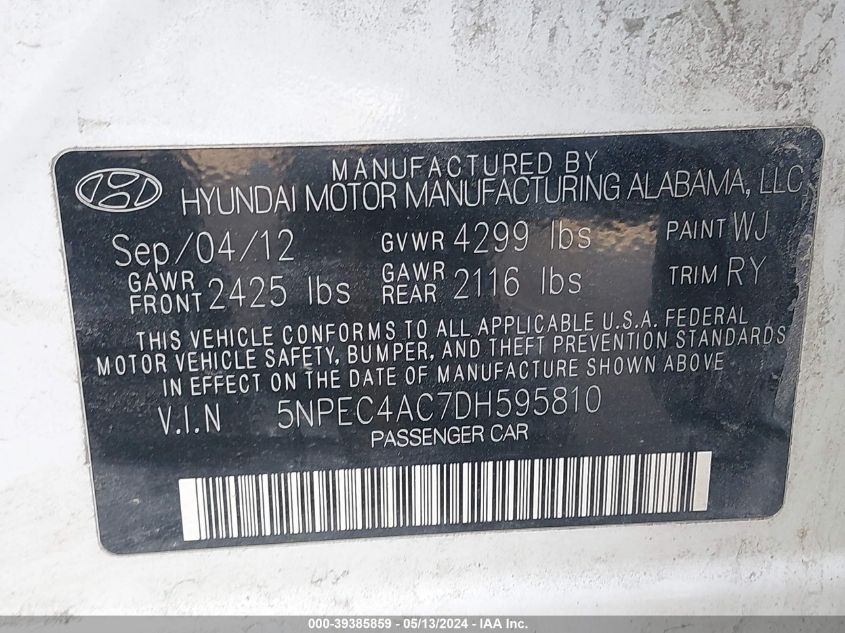 MANUFACTURED BY
HYUNDAI MOTOR MANUFACTURING ALABAMA, LLC
Sep/04/12 GVWR 4299 lbs PAINT WJ
GAWR FRONT 2425 lbs GAWR REAR 2116 lbs TRIM RY
THIS VEHICLE CONFORMS TO ALL APPLICABLE U.S.A. FEDERAL
MOTOR VEHICLE SAFETY, BUMPER, AND THEFT PREVENTION STANDARDS
IN EFFECT ON THE DATE OF MANUFACTURE SHOWN ABOVE
V.I.N 5NPEC4AC7DH595810
PASSENGER CAR
000-39385859 - 05/13/2024 - IAA Inc.